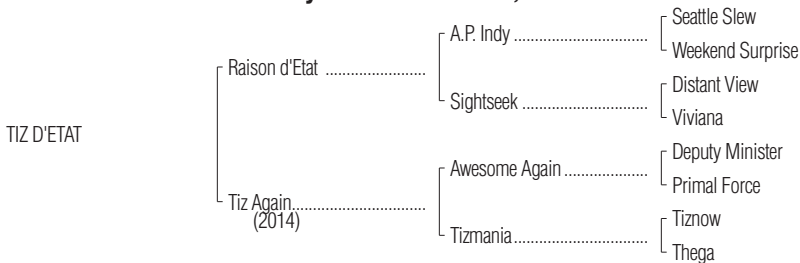 Seattle Slew
A.P. Indy ................................
Weekend Surprise
Raison d'Etat ........................
Distant View
Sightseek ..............................
Viviana
TIZ D'ETAT
Deputy Minister
Awesome Again ....................
Primal Force
Tiz Again................................
(2014)
Tiznow
Tizmania................................
Thega